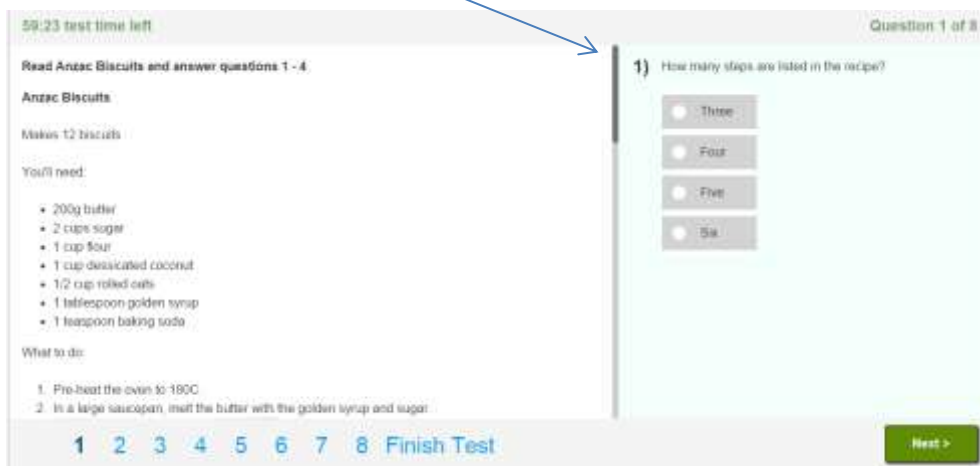 59:23 test time left
Question 1 of 8
Read Anzac Biscuits and answer questions 1 - 4
Anzac Biscuits
Makes 12 biscuits
You'll need:
• 200g butter
• 2 cups sugar
• 1 cup flour
• 1 cup dessicated coconut
• 1/2 cup rolled oats
• 1 tablespoon golden syrup
• 1 teaspoon baking soda
What to do:
1. Pre-heat the oven to 180C
2. In a large saucepan, melt the butter with the golden syrup and sugar
1) How many steps are listed in the recipe?
Three
Four
Five
Six
1 2 3 4 5 6 7 8 Finish Test
Next >